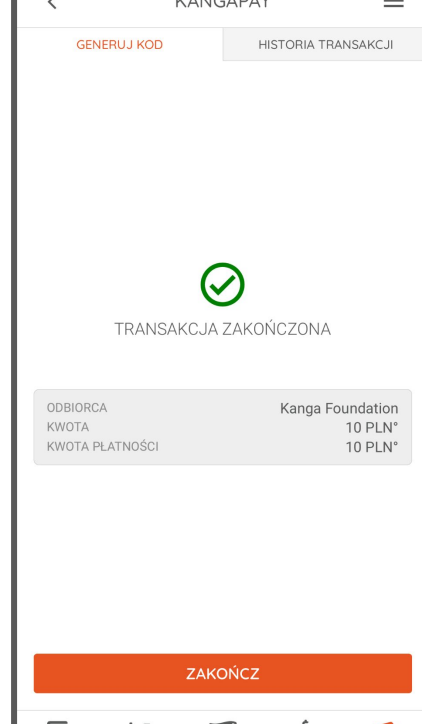 KANGAPAY
GENERUJ KOD
HISTORIA TRANSAKCJI
TRANSAKCJA ZAKOŃCZONA
ODBIORCA Kanga Foundation
KWOTA 10 PLN°
KWOTA PŁATNOŚCI 10 PLN°
ZAKOŃCZ